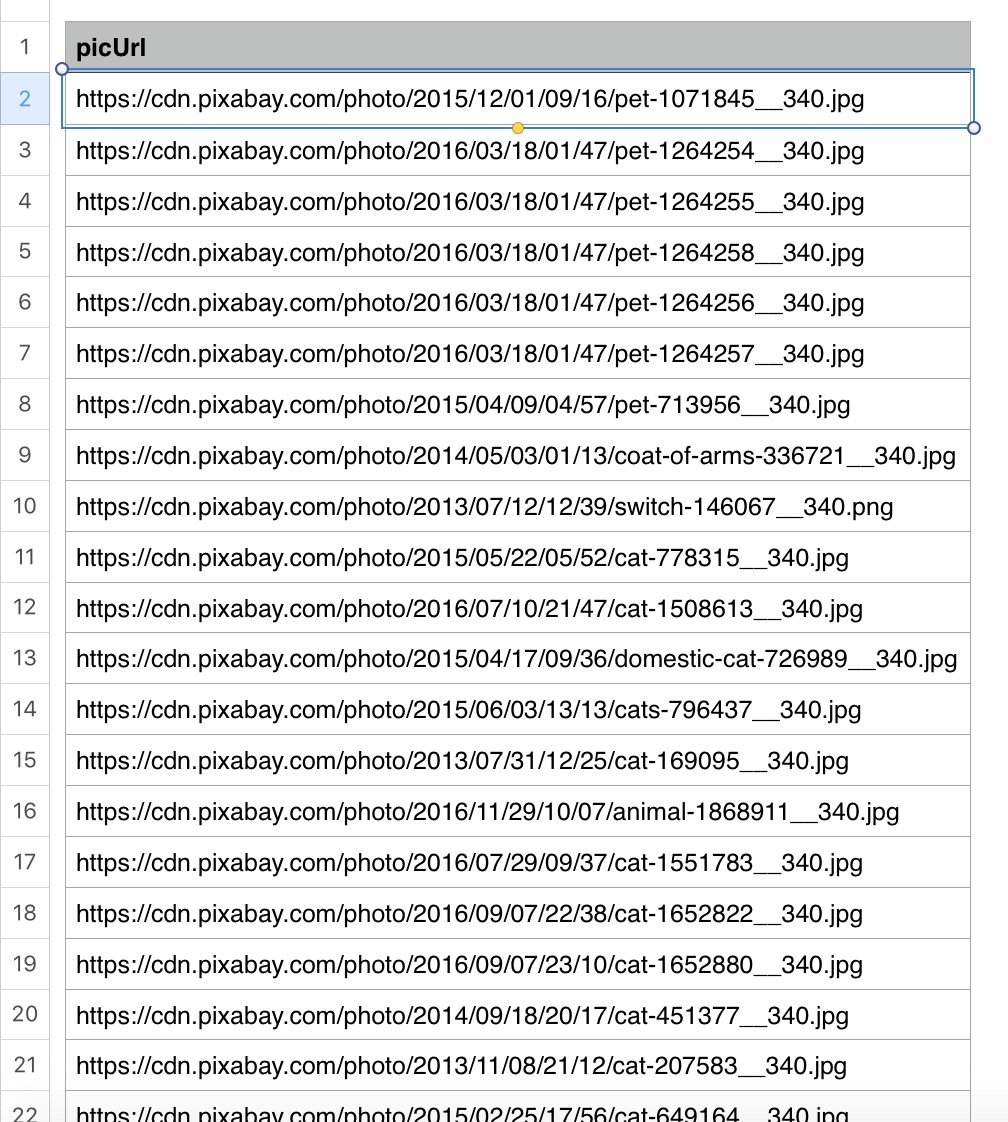 1 picUrl
2 https://cdn.pixabay.com/photo/2015/12/01/09/16/pet-1071845__340.jpg
3 https://cdn.pixabay.com/photo/2016/03/18/01/47/pet-1264254__340.jpg
4 https://cdn.pixabay.com/photo/2016/03/18/01/47/pet-1264255__340.jpg
5 https://cdn.pixabay.com/photo/2016/03/18/01/47/pet-1264258__340.jpg
6 https://cdn.pixabay.com/photo/2016/03/18/01/47/pet-1264256__340.jpg
7 https://cdn.pixabay.com/photo/2016/03/18/01/47/pet-1264257__340.jpg
8 https://cdn.pixabay.com/photo/2015/04/09/04/57/pet-713956__340.jpg
9 https://cdn.pixabay.com/photo/2014/05/03/01/13/coat-of-arms-336721__340.jpg
10 https://cdn.pixabay.com/photo/2013/07/12/12/39/switch-146067__340.png
11 https://cdn.pixabay.com/photo/2015/05/22/05/52/cat-778315__340.jpg
12 https://cdn.pixabay.com/photo/2016/07/10/21/47/cat-1508613__340.jpg
13 https://cdn.pixabay.com/photo/2015/04/17/09/36/domestic-cat-726989__340.jpg
14 https://cdn.pixabay.com/photo/2015/06/03/13/13/cats-796437__340.jpg
15 https://cdn.pixabay.com/photo/2013/07/31/12/25/cat-169095__340.jpg
16 https://cdn.pixabay.com/photo/2016/11/29/10/07/animal-1868911__340.jpg
17 https://cdn.pixabay.com/photo/2016/07/29/09/37/cat-1551783__340.jpg
18 https://cdn.pixabay.com/photo/2016/09/07/22/38/cat-1652822__340.jpg
19 https://cdn.pixabay.com/photo/2016/09/07/23/10/cat-1652880__340.jpg
20 https://cdn.pixabay.com/photo/2014/09/18/20/17/cat-451377__340.jpg
21 https://cdn.pixabay.com/photo/2013/11/08/21/12/cat-207583__340.jpg
22 https://cdn.pixabay.com/photo/2015/02/25/17/56/cat-649164__340.jpg